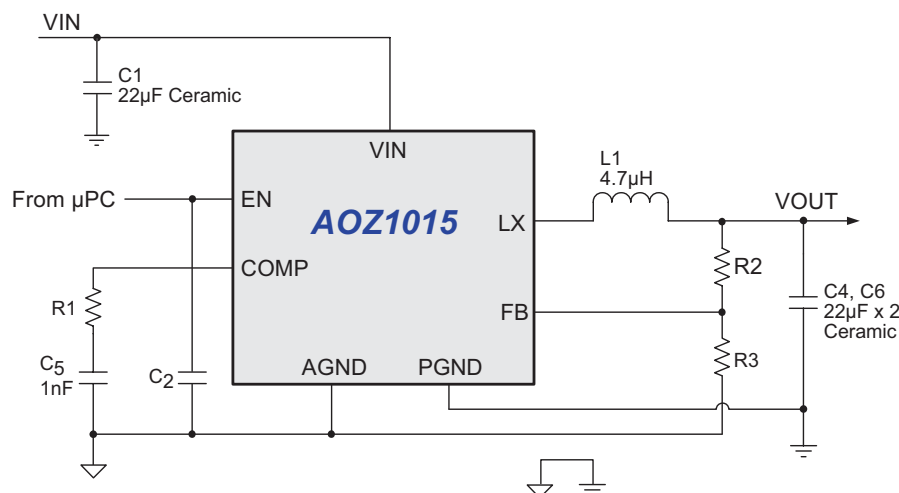 VIN
C1
22µF Ceramic
VIN
L1
4.7µH
From µPC
EN
AOZ1015
LX
VOUT
COMP
R2
R1
FB
C4, C6
22µF x 2
Ceramic
C5
1nF
C2
AGND
PGND
R3